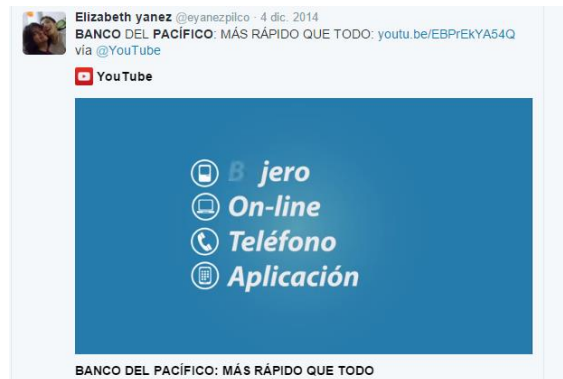 Elizabeth yanez @eyanezpilco · 4 dic. 2014
BANCO DEL PACÍFICO: MÁS RÁPIDO QUE TODO: youtu.be/EBPrEkYA54Q
vía @YouTube
YouTube
B jero
On-line
Teléfono
Aplicación
BANCO DEL PACÍFICO: MÁS RÁPIDO QUE TODO